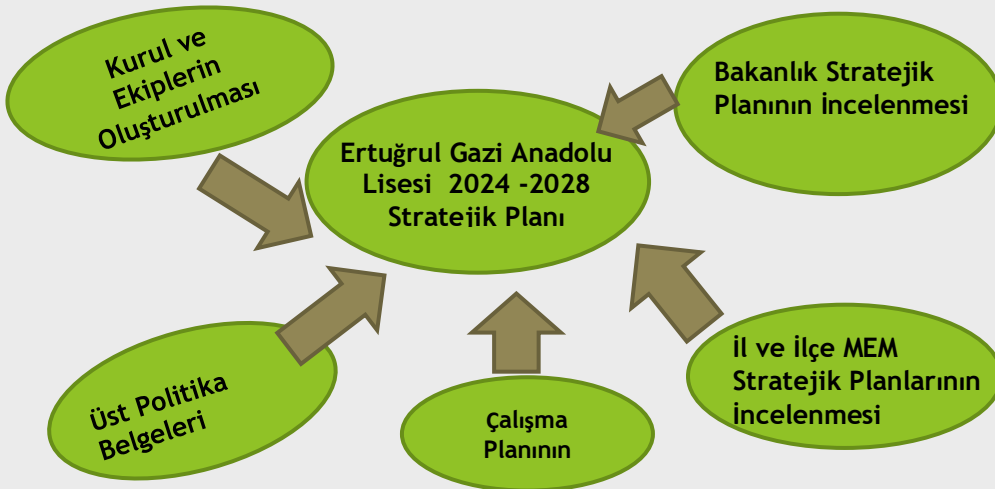 Kurul ve
Ekiplerin
Oluşturulması
Bakanlık Stratejik
Planının İncelenmesi
Ertuğrul Gazi Anadolu
Lisesi 2024 -2028
Stratejik Planı
Üst Politika
Belgeleri
Çalışma
Planının
İl ve İlçe MEM
Stratejik Planlarının
İncelenmesi